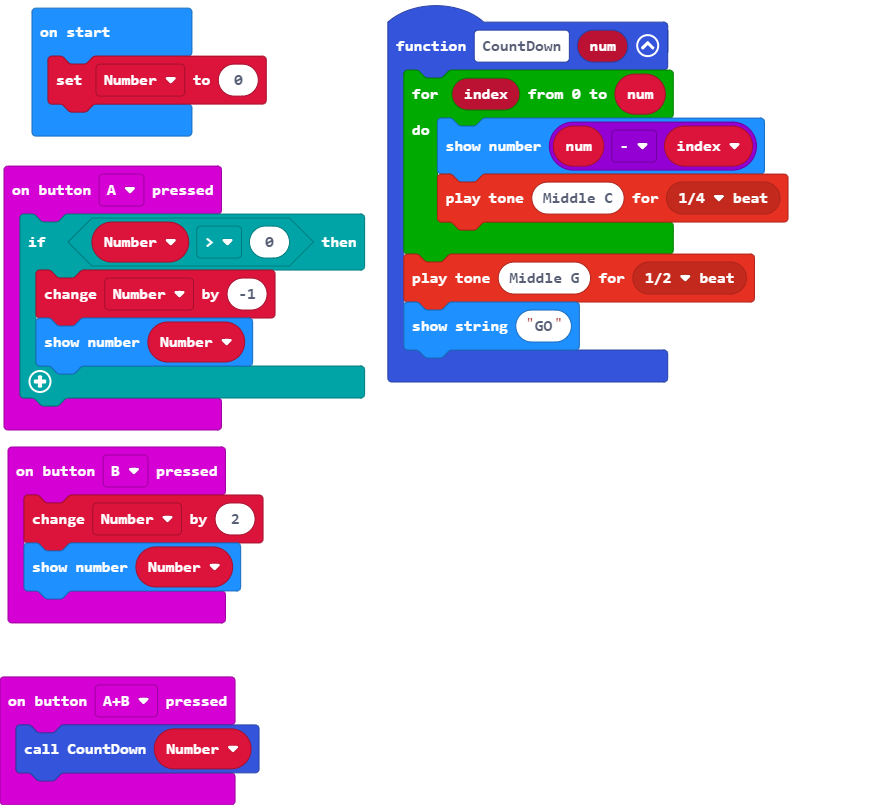 on start
set Number to 0
on button A pressed
if Number > 0 then
change Number by -1
show number Number
on button B pressed
change Number by 2
show number Number
on button A+B pressed
call CountDown Number
function CountDown num
for index from 0 to num
do
show number num - index
play tone Middle C for 1/4 beat
play tone Middle G for 1/2 beat
show string "GO"